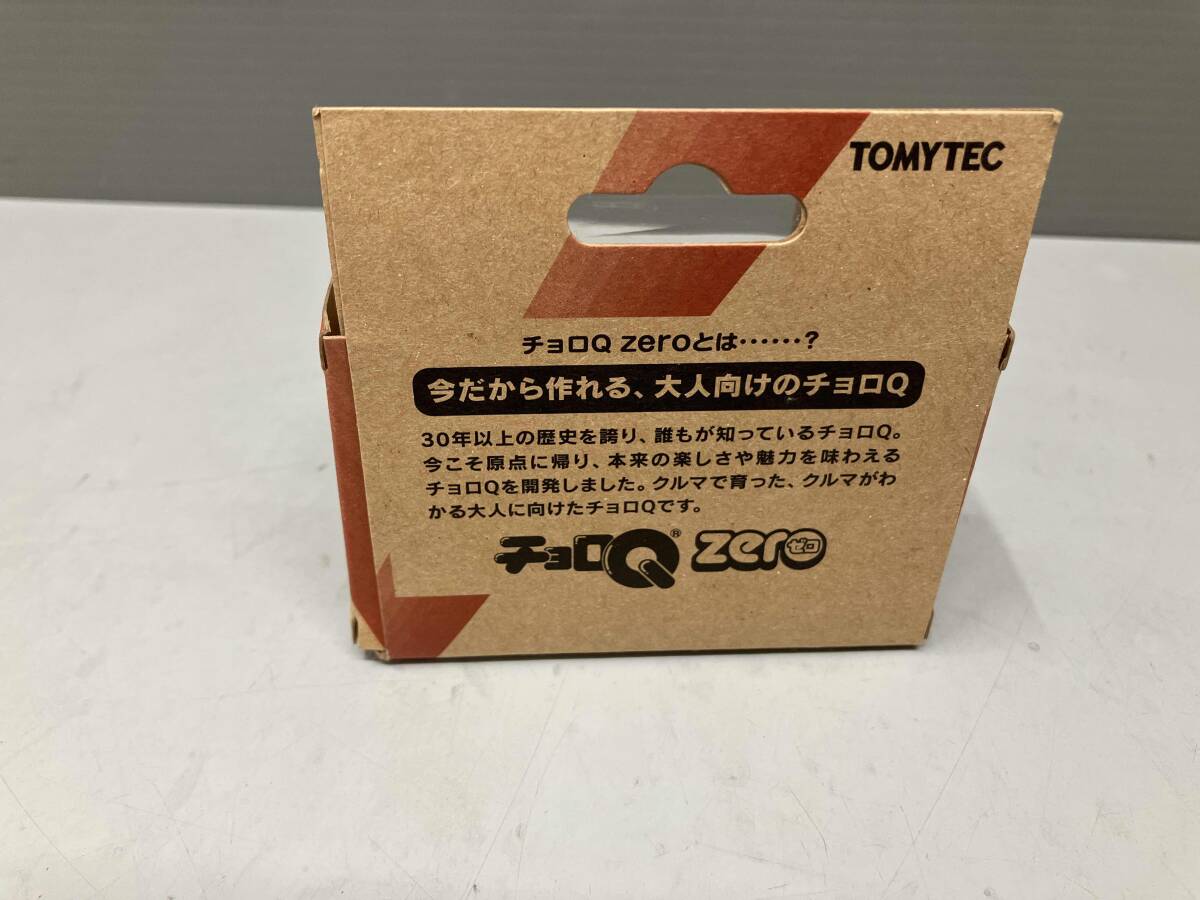 TOMYTEC
チョロQ zeroとは……?
今だから作れる、大人向けのチョロQ
30年以上の歴史を誇り、誰もが知っているチョロQ。
今こそ原点に帰り、本来の楽しさや魅力を味わえる
チョロQを開発しました。クルマで育った、クルマがわ
かる大人に向けたチョロQです。
チョロQ® zeroゼロ